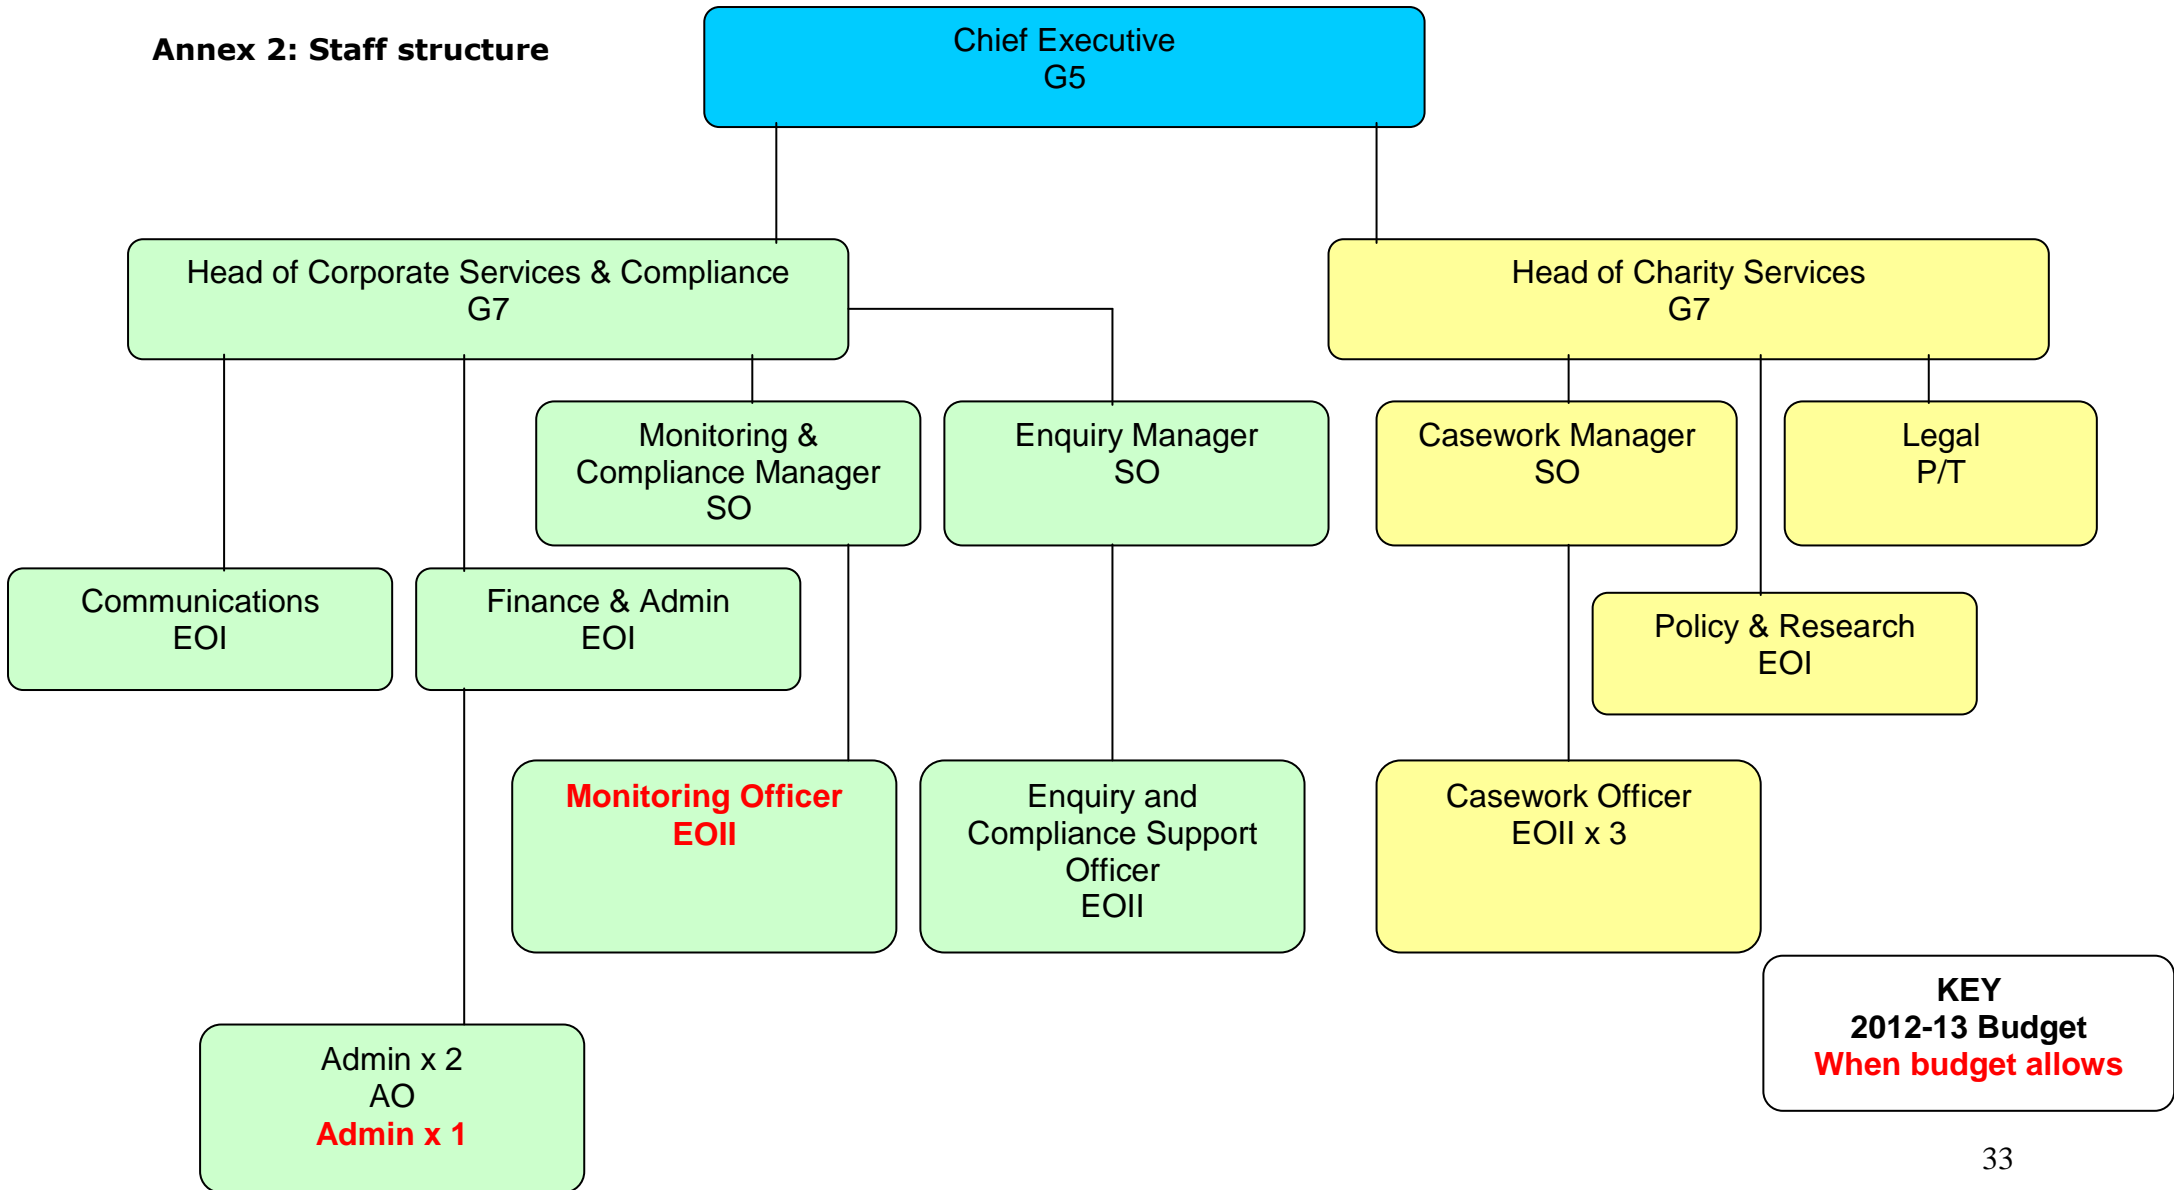 Annex 2: Staff structure
Chief Executive
G5
Head of Corporate Services & Compliance
G7
Head of Charity Services
G7
Monitoring &
Compliance Manager
SO
Enquiry Manager
SO
Casework Manager
SO
Legal
P/T
Communications
EOI
Finance & Admin
EOI
Policy & Research
EOI
Monitoring Officer
EOII
Enquiry and
Compliance Support
Officer
EOII
Casework Officer
EOII x 3
Admin x 2
AO
Admin x 1
KEY
2012-13 Budget
When budget allows
33